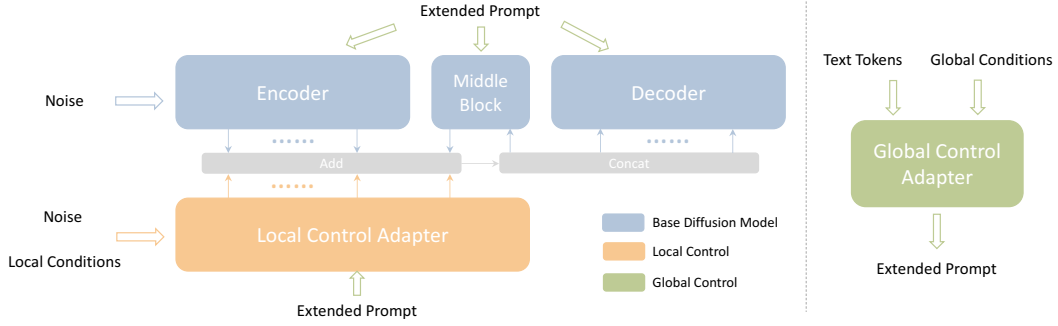 Extended Prompt
Noise
Encoder
Middle
Block
Decoder
Add
Concat
Noise
Local Conditions
Local Control Adapter
Extended Prompt
Base Diffusion Model
Local Control
Global Control
Text Tokens
Global Conditions
Global Control
Adapter
Extended Prompt